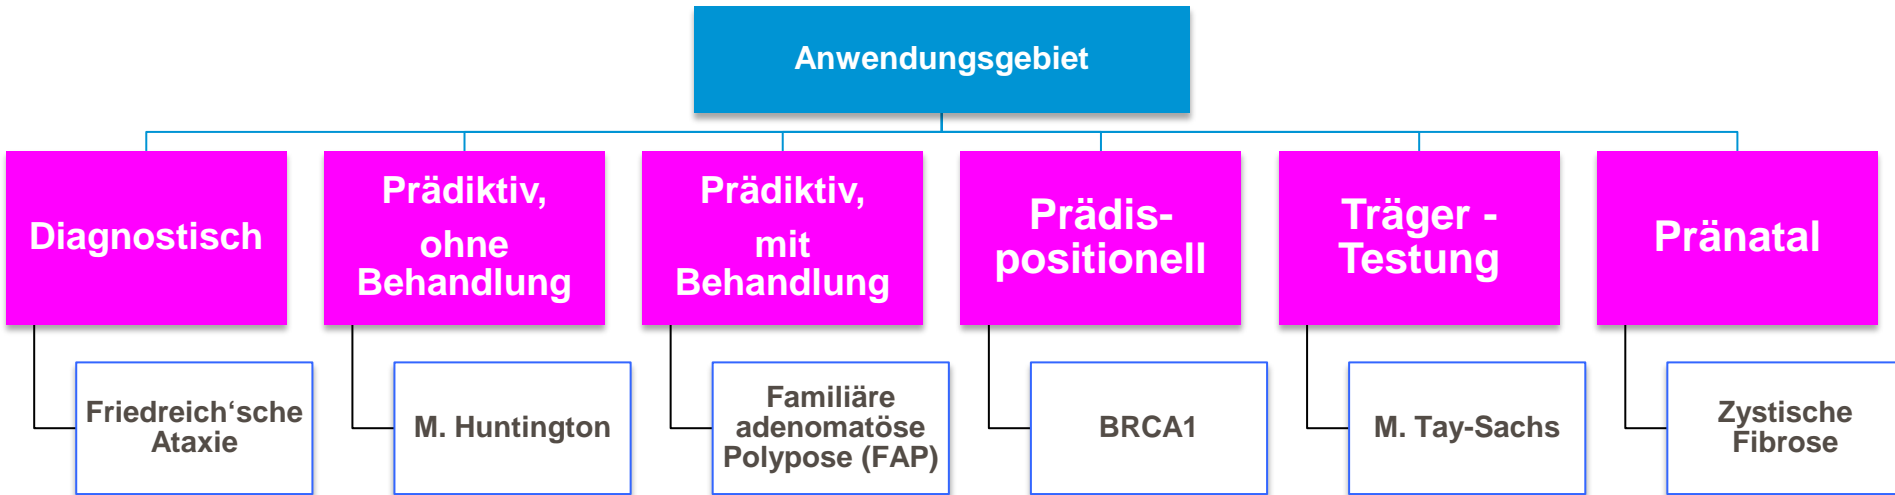 Anwendungsgebiet
Diagnostisch
Prädiktiv,
ohne
Behandlung
Prädiktiv,
mit
Behandlung
Prädis-
positionell
Träger -
Testung
Pränatal
Friedreich‘sche
Ataxie
M. Huntington
Familiäre
adenomatöse
Polypose (FAP)
BRCA1
M. Tay-Sachs
Zystische
Fibrose